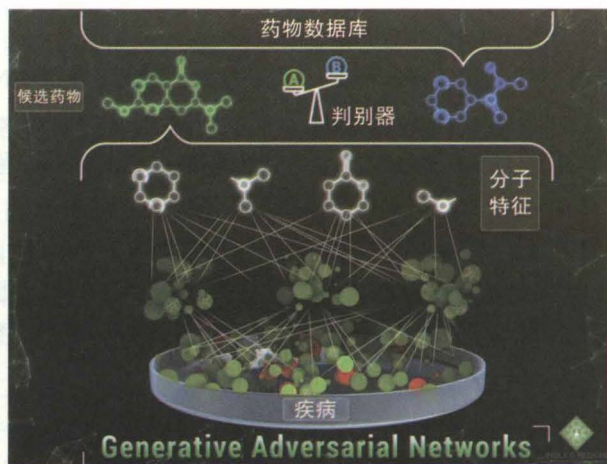 药物数据库
候选药物
A
B
判别器
分子
特征
疾病
Generative Adversarial Networks